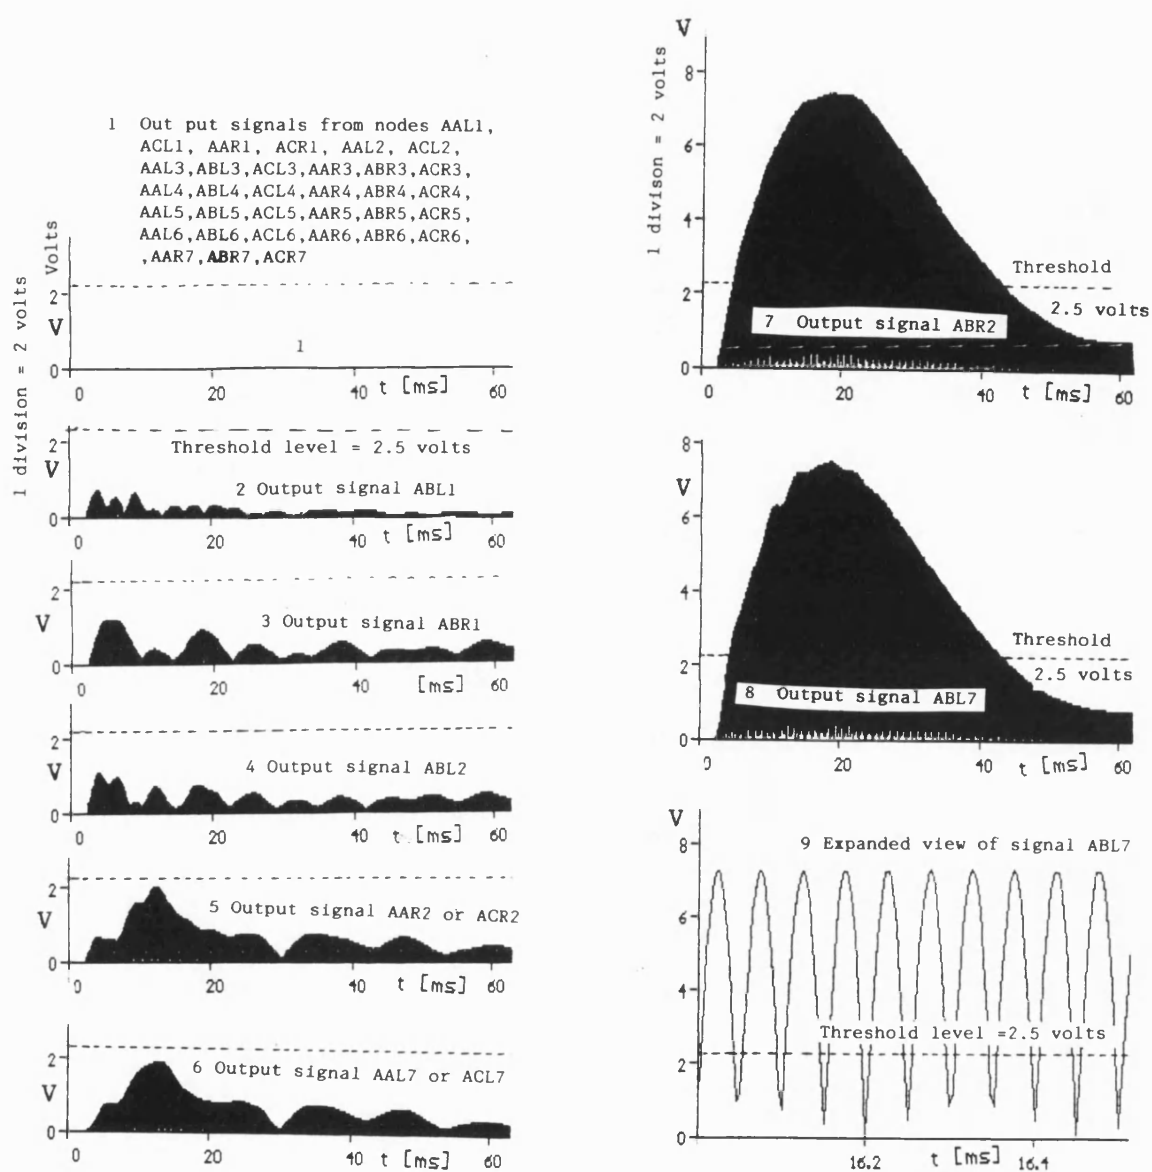 1 Out put signals from nodes AAL1,
ACL1, AAR1, ACR1, AAL2, ACL2,
AAL3,ABL3,ACL3,AAR3,ABR3,ACR3,
AAL4,ABL4,ACL4,AAR4,ABR4,ACR4,
AAL5,ABL5,ACL5,AAR5,ABR5,ACR5,
AAL6,ABL6,ACL6,AAR6,ABR6,ACR6,
,AAR7,ABR7,ACR7
1 division = 2 volts
Volts
2
V
1
0
0 20 40 t [ms] 60
2
Threshold level = 2.5 volts
V
2 Output signal ABL1
0
0 20 40 t [ms] 60
2
V
3 Output signal ABR1
0
0 20 40 [ms] 60
2
V
4 Output signal ABL2
0
0 20 40 t [ms] 60
2
V
5 Output signal AAR2 or ACR2
0
0 20 40 t [ms] 60
2
V
6 Output signal AAL7 or ACL7
0
0 20 40 t [ms] 60
V
1 divison = 2 volts
8
6
4
Threshold
2
2.5 volts
7 Output signal ABR2
0
0 20 40 t [ms] 60
8
V
6
4
Threshold
2
2.5 volts
8 Output signal ABL7
0
0 20 40 t [ms] 60
V
8
9 Expanded view of signal ABL7
6
4
Threshold level =2.5 volts
2
0
16.2 t [ms] 16.4